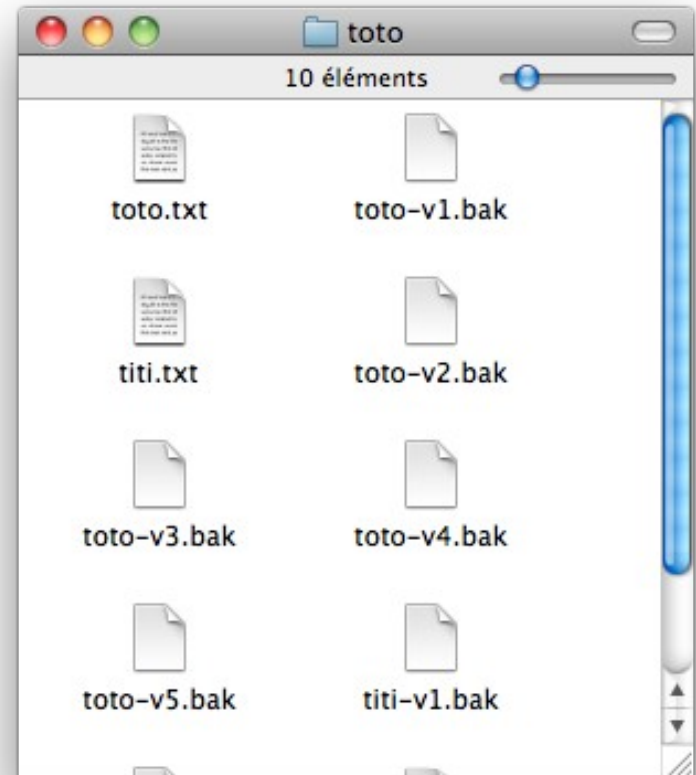 toto
10 éléments
toto.txt toto-v1.bak
titi.txt toto-v2.bak
toto-v3.bak toto-v4.bak
toto-v5.bak titi-v1.bak